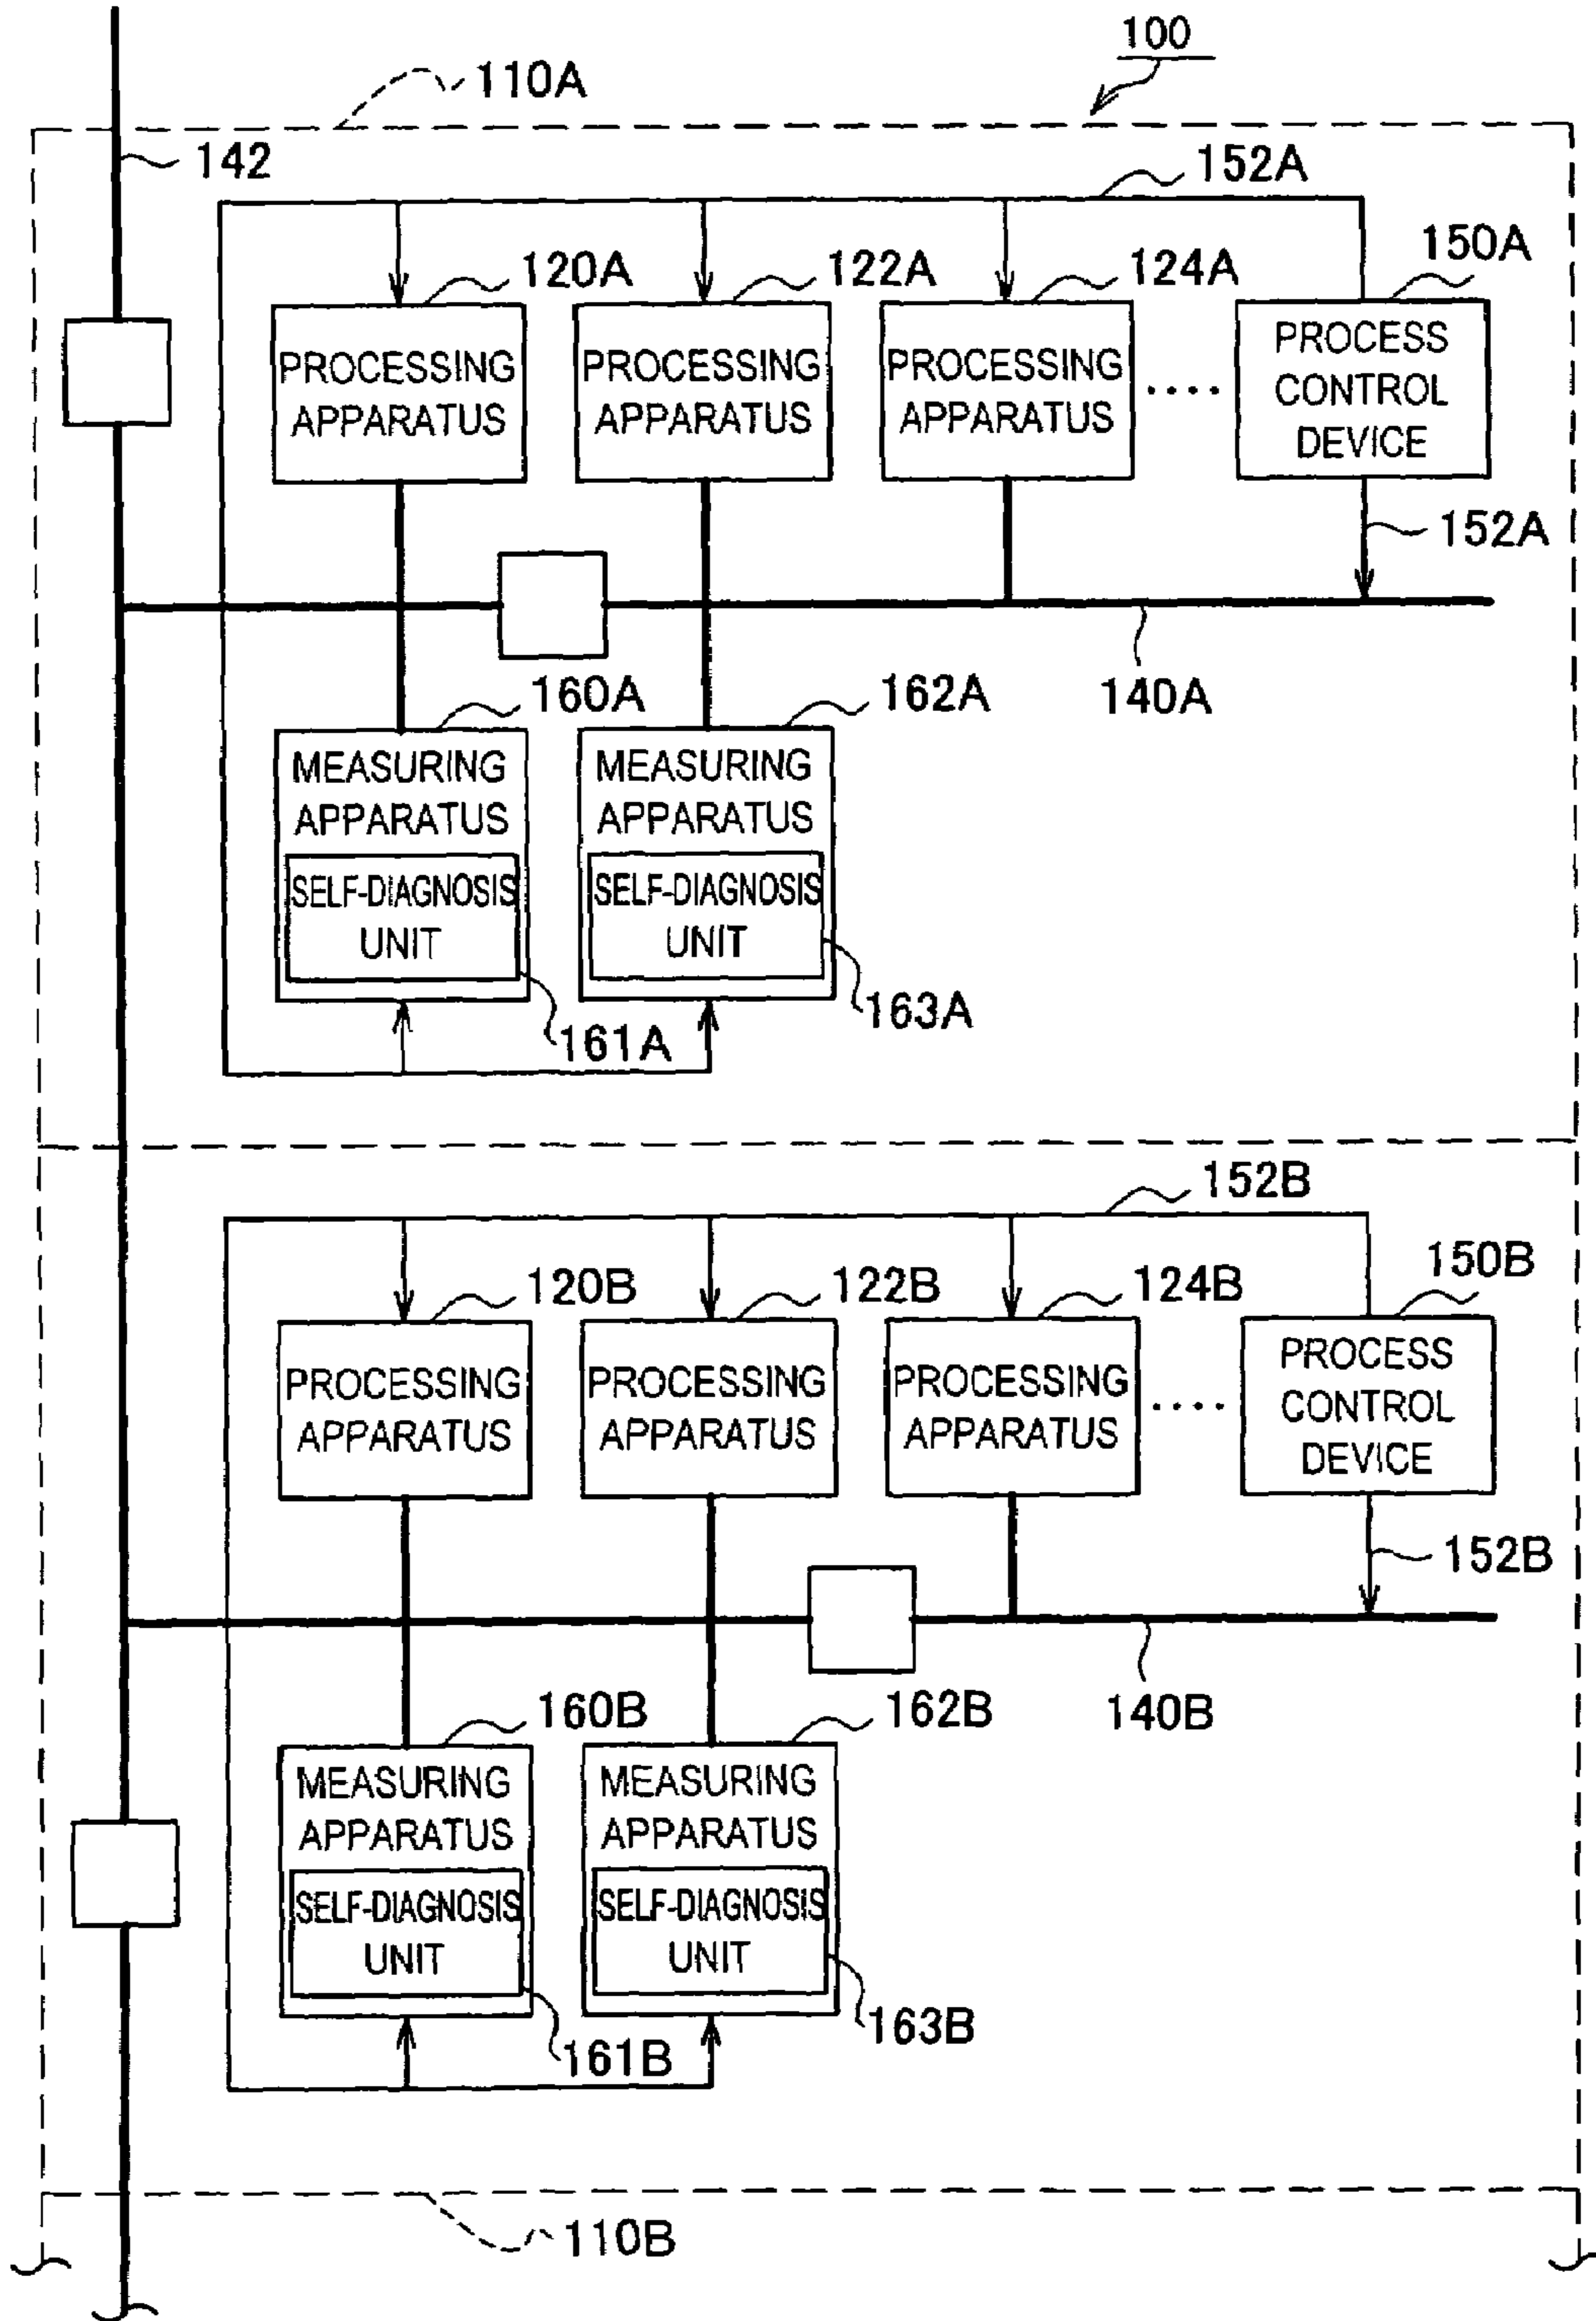 100
110A
142
152A
120A
122A
124A
150A
PROCESSING
APPARATUS
PROCESSING
APPARATUS
PROCESSING
APPARATUS
....
PROCESS
CONTROL
DEVICE
152A
140A
160A
162A
MEASURING
APPARATUS
SELF-DIAGNOSIS
UNIT
MEASURING
APPARATUS
SELF-DIAGNOSIS
UNIT
161A
163A
152B
120B
122B
124B
150B
PROCESSING
APPARATUS
PROCESSING
APPARATUS
PROCESSING
APPARATUS
....
PROCESS
CONTROL
DEVICE
152B
140B
160B
162B
MEASURING
APPARATUS
SELF-DIAGNOSIS
UNIT
MEASURING
APPARATUS
SELF-DIAGNOSIS
UNIT
161B
163B
110B